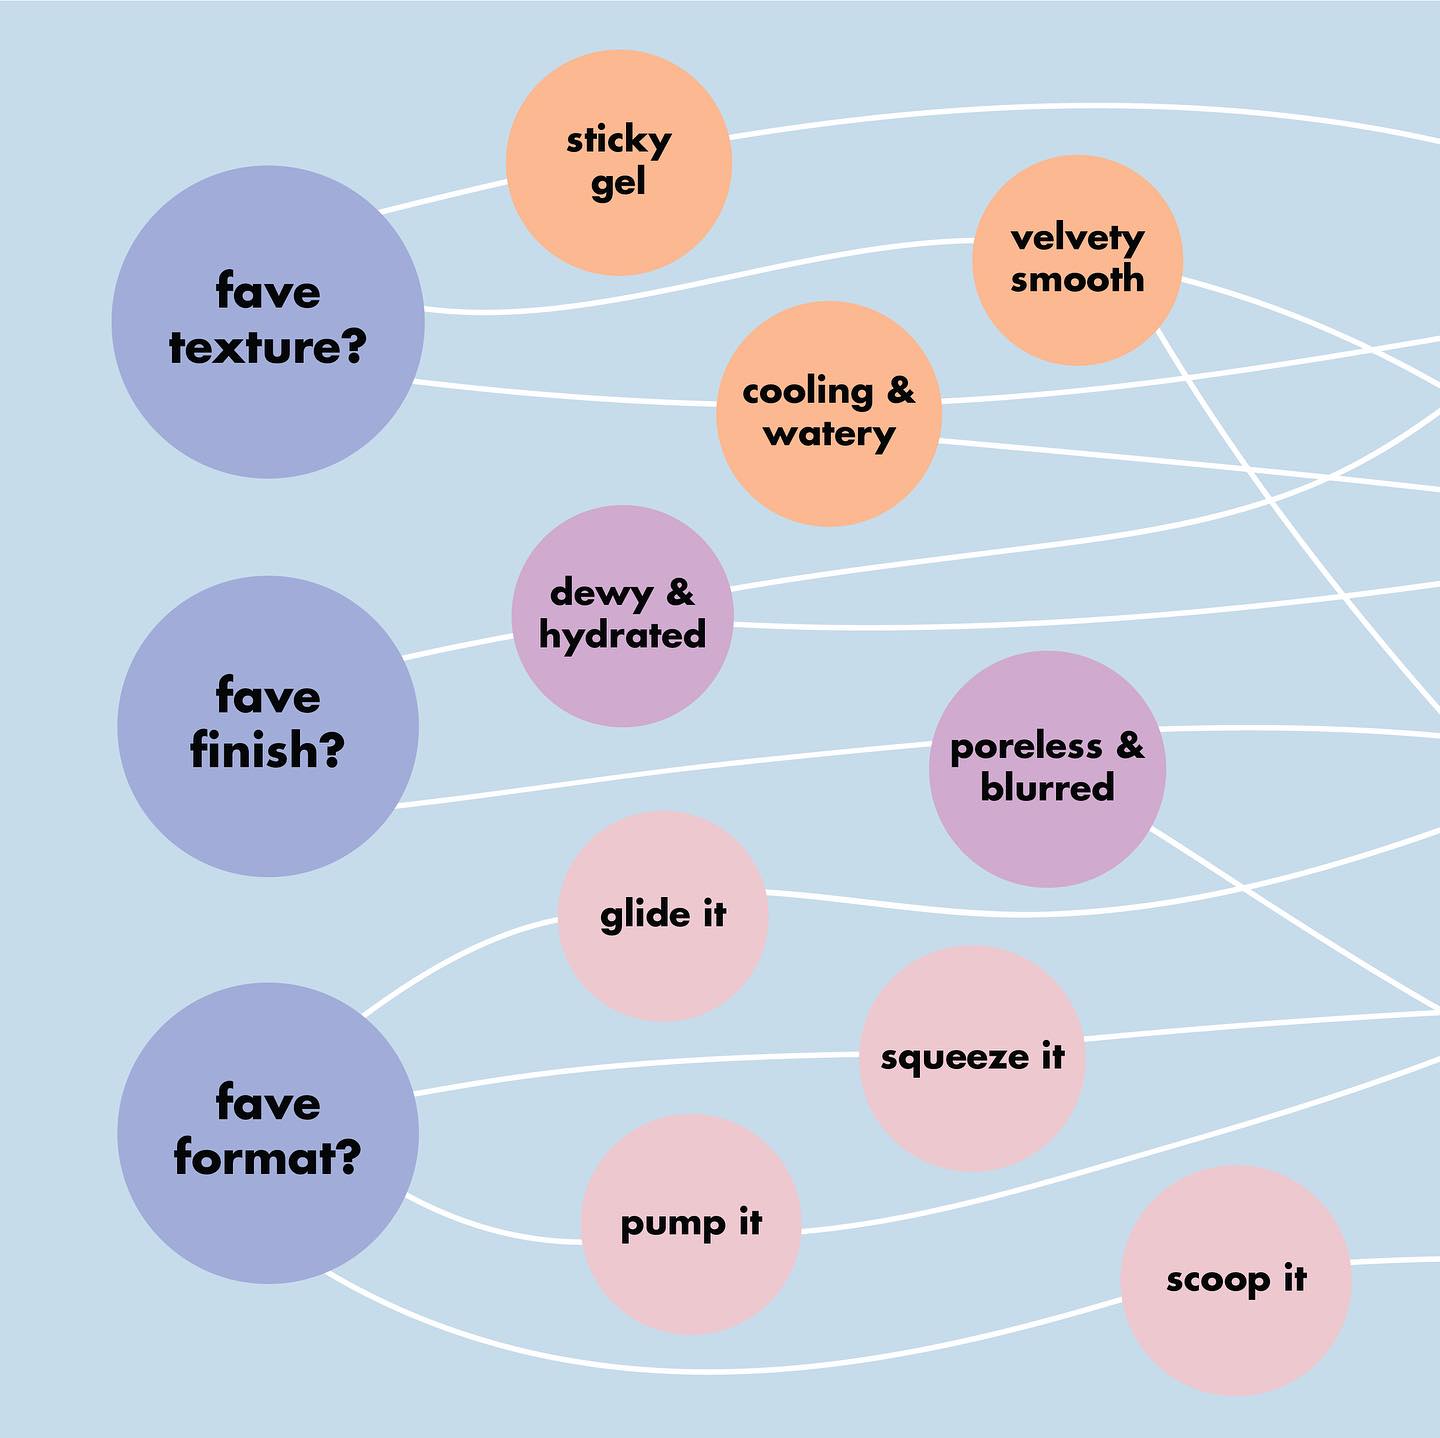 fave
texture?
sticky
gel
velvety
smooth
cooling &
watery
fave
finish?
dewy &
hydrated
poreless &
blurred
fave
format?
glide it
squeeze it
pump it
scoop it